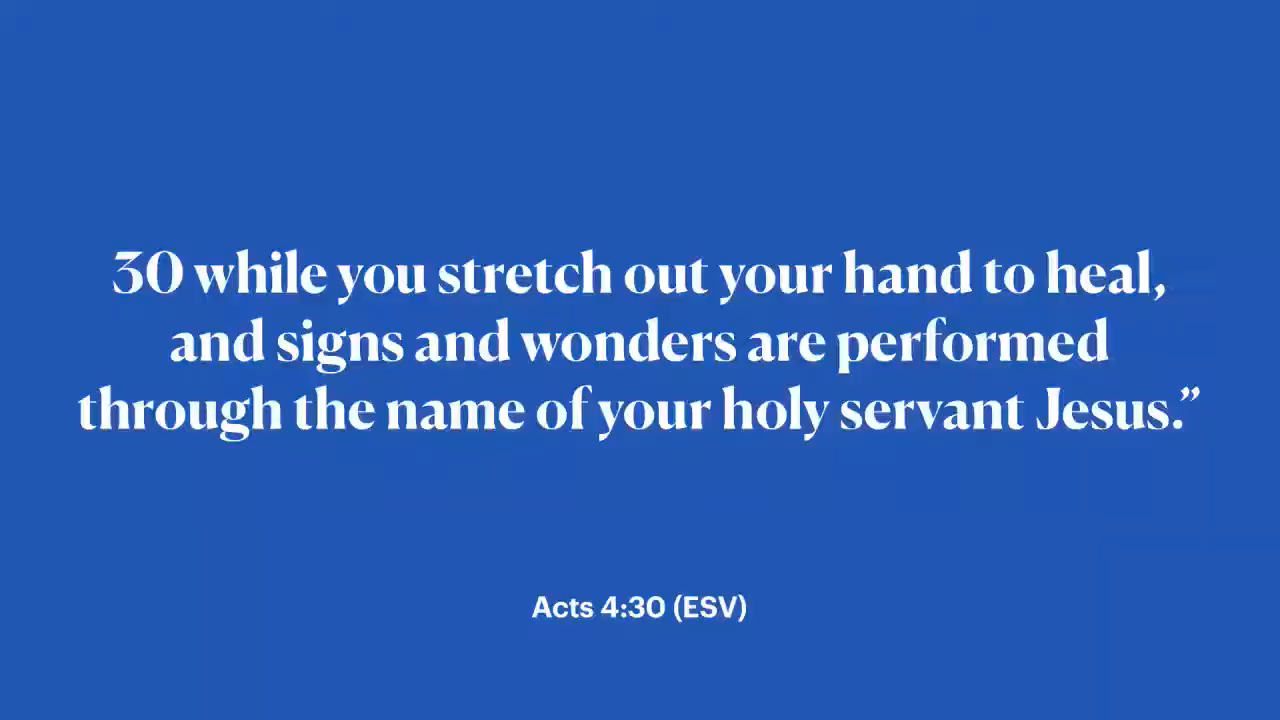 30 while you stretch out your hand to heal,
and signs and wonders are performed
through the name of your holy servant Jesus.”
Acts 4:30 (ESV)